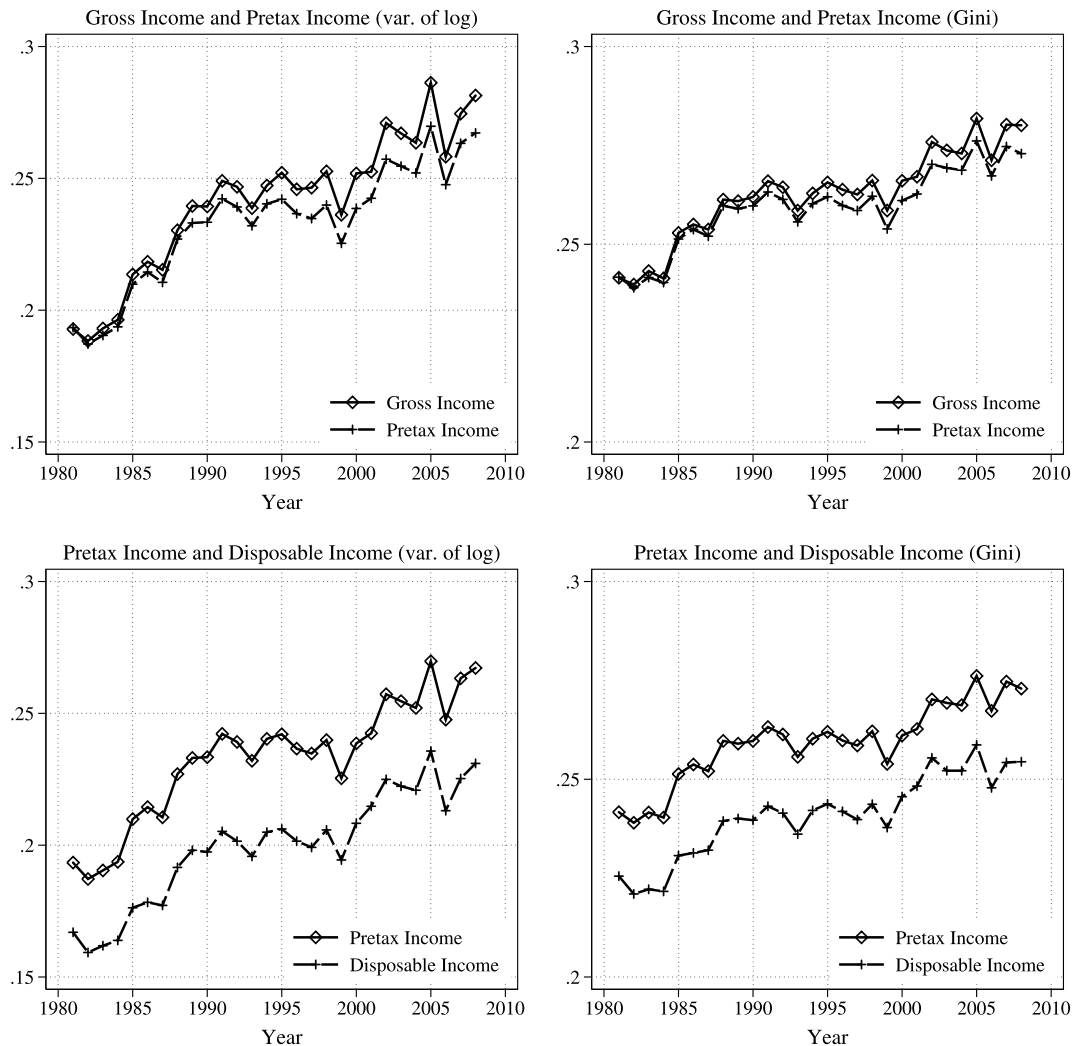 Gross Income and Pretax Income (var. of log)
.3
.25
.2
.15
Gross Income
Pretax Income
1980 1985 1990 1995 2000 2005 2010
Year
Gross Income and Pretax Income (Gini)
.3
.25
.2
Gross Income
Pretax Income
1980 1985 1990 1995 2000 2005 2010
Year
Pretax Income and Disposable Income (var. of log)
.3
.25
.2
.15
Pretax Income
Disposable Income
1980 1985 1990 1995 2000 2005 2010
Year
Pretax Income and Disposable Income (Gini)
.3
.25
.2
Pretax Income
Disposable Income
1980 1985 1990 1995 2000 2005 2010
Year